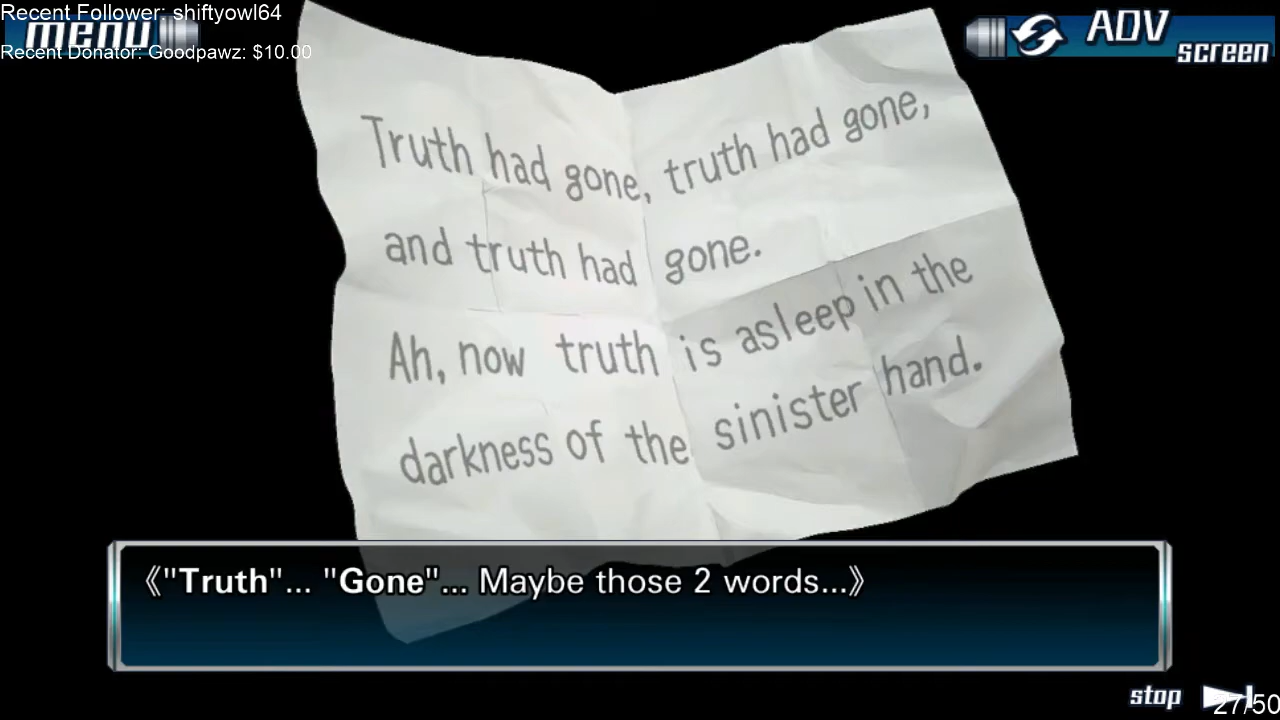 Recent Follower: shiftyowl64
menu
Recent Donator: Goodpawz: $10.00
ADV
screen
Truth had gone, truth had gone,
and truth had gone.
Ah, now truth is asleep in the
darkness of the sinister hand.
《"Truth"... "Gone"... Maybe those 2 words...》
stop
27/50